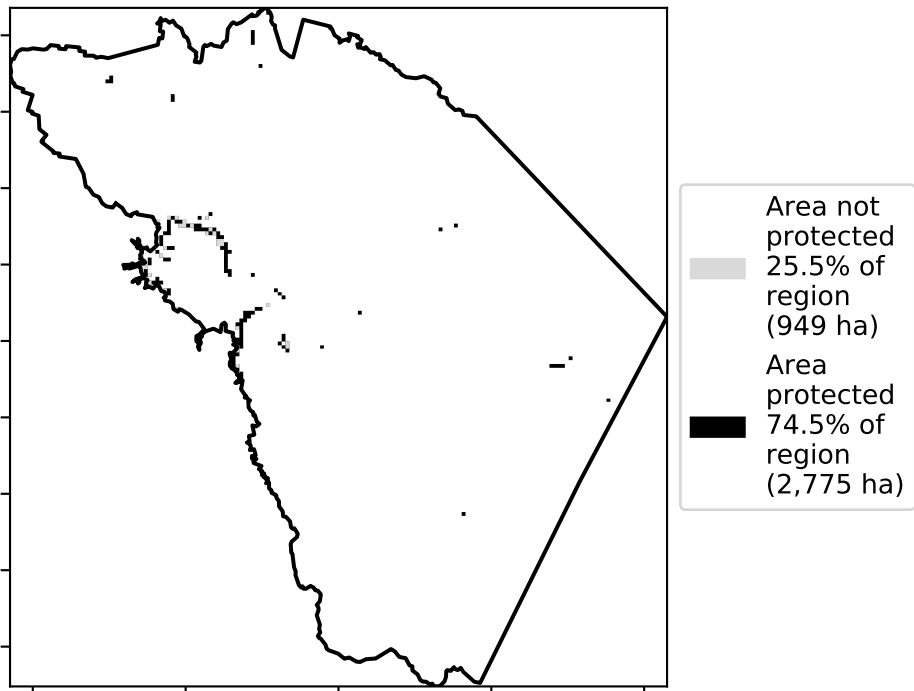 Area not
protected
25.5% of
region
(949 ha)
Area
protected
74.5% of
region
(2,775 ha)